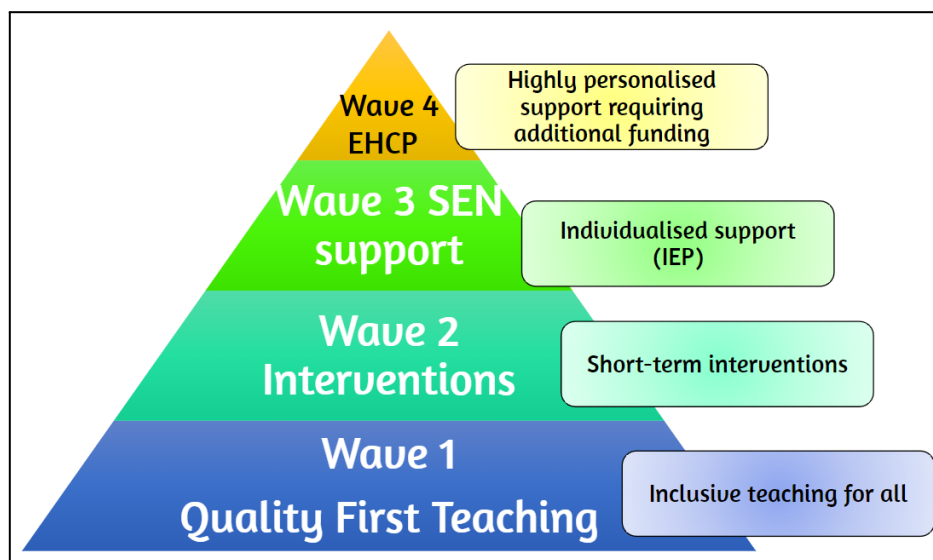 Wave 4
EHCP
Highly personalised
support requiring
additional funding
Wave 3 SEN
support
Individualised support
(IEP)
Wave 2
Interventions
Short-term interventions
Wave 1
Quality First Teaching
Inclusive teaching for all